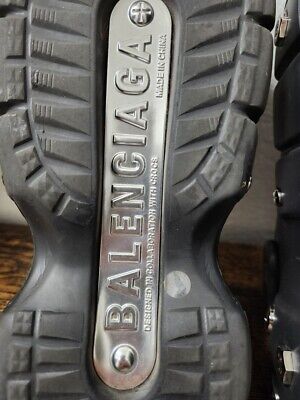 BALENCIAGA
DESIGNED IN COLLABORATION WITH CROCS
MADE IN CHINA